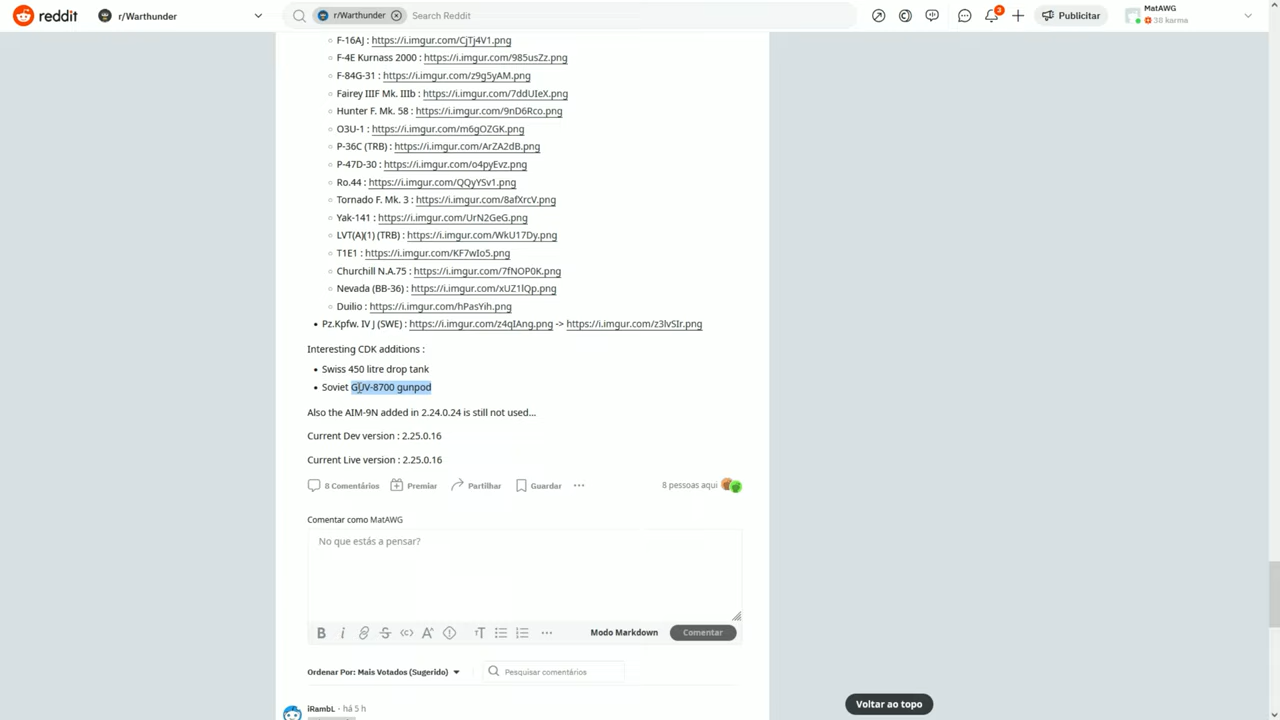 reddit r/Warthunder r/Warthunder Search Reddit 3 Publicitar MatAWG
38 karma
F-16AJ : https://i.imgur.com/CjTj4V1.png
F-4E Kurnass 2000 : https://i.imgur.com/985usZz.png
F-84G-31 : https://i.imgur.com/z9g5yAM.png
Fairey IIIF Mk. IIIb : https://i.imgur.com/7ddUIeX.png
Hunter F. Mk. 58 : https://i.imgur.com/9nD6Rco.png
O3U-1 : https://i.imgur.com/m6gOZGK.png
P-36C (TRB) : https://i.imgur.com/ArZA2dB.png
P-47D-30 : https://i.imgur.com/o4pyEvz.png
Ro.44 : https://i.imgur.com/QQyYSv1.png
Tornado F. Mk. 3 : https://i.imgur.com/8afXrcV.png
Yak-141 : https://i.imgur.com/UrN2GeG.png
LVT(A)(1) (TRB) : https://i.imgur.com/WkU17Dy.png
T1E1 : https://i.imgur.com/KF7wIo5.png
Churchill N.A.75 : https://i.imgur.com/7fNOP0K.png
Nevada (BB-36) : https://i.imgur.com/xUZ1lQp.png
Duilio : https://i.imgur.com/hPasYih.png
Pz.Kpfw. IV J (SWE) : https://i.imgur.com/z4qIAng.png -> https://i.imgur.com/z3lvSIr.png
Interesting CDK additions :
Swiss 450 litre drop tank
Soviet GUV-8700 gunpod
Also the AIM-9N added in 2.24.0.24 is still not used...
Current Dev version : 2.25.0.16
Current Live version : 2.25.0.16
8 Comentários Premiar Partilhar Guardar 8 pessoas aqui
Comentar como MatAWG
No que estás a pensar?
Modo Markdown Comentar
Ordenar Por: Mais Votados (Sugerido) Pesquisar comentários
Voltar ao topo
iRambL · há 5 h